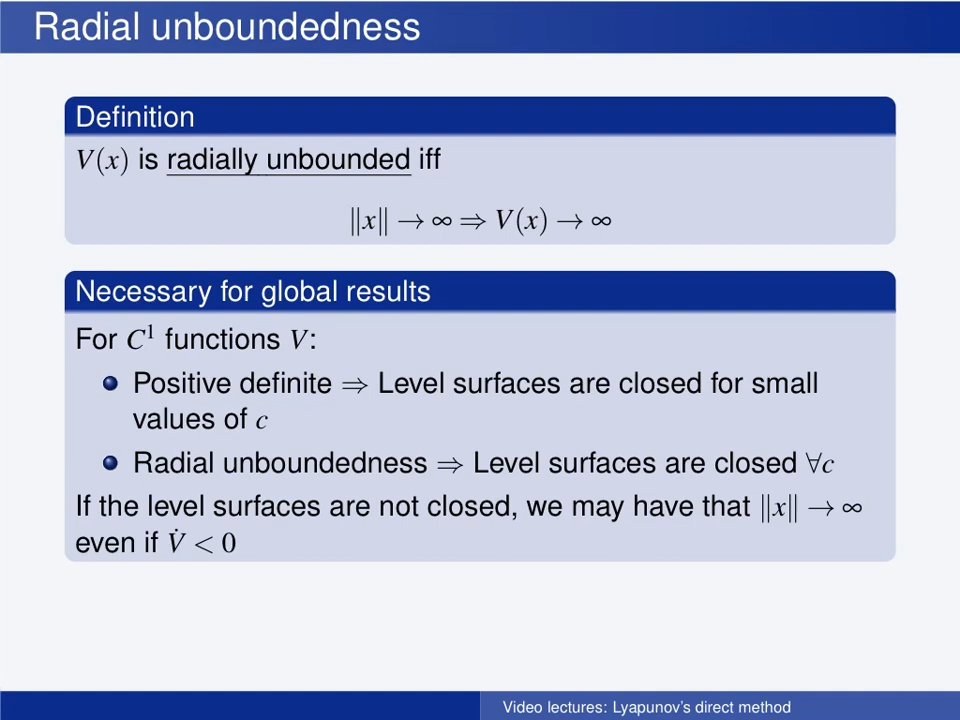 Radial unboundedness
Definition
V(x) is radially unbounded iff
‖x‖ → ∞ ⇒ V(x) → ∞
Necessary for global results
For C¹ functions V:
Positive definite ⇒ Level surfaces are closed for small
values of c
Radial unboundedness ⇒ Level surfaces are closed ∀c
If the level surfaces are not closed, we may have that ‖x‖ → ∞
even if V̇ < 0
Video lectures: Lyapunov's direct method